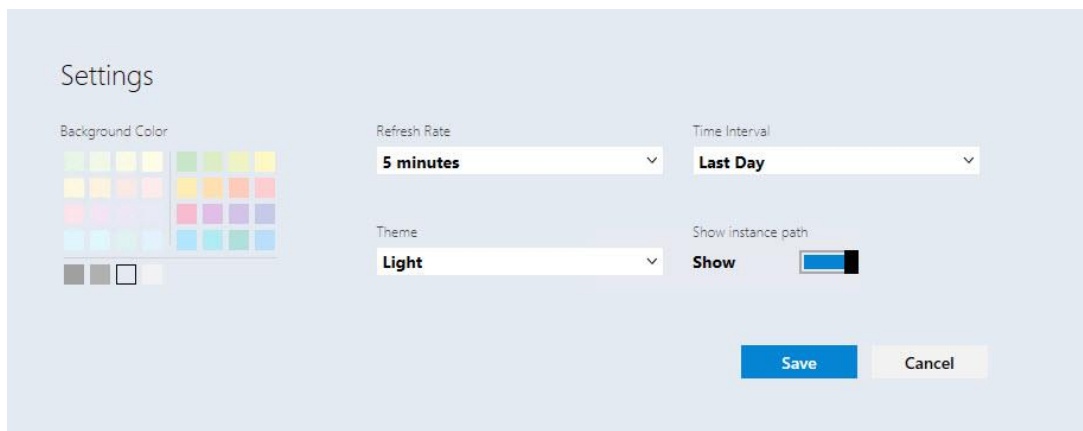 Settings
Background Color
Refresh Rate
5 minutes
Time Interval
Last Day
Theme
Light
Show instance path
Show
Save
Cancel